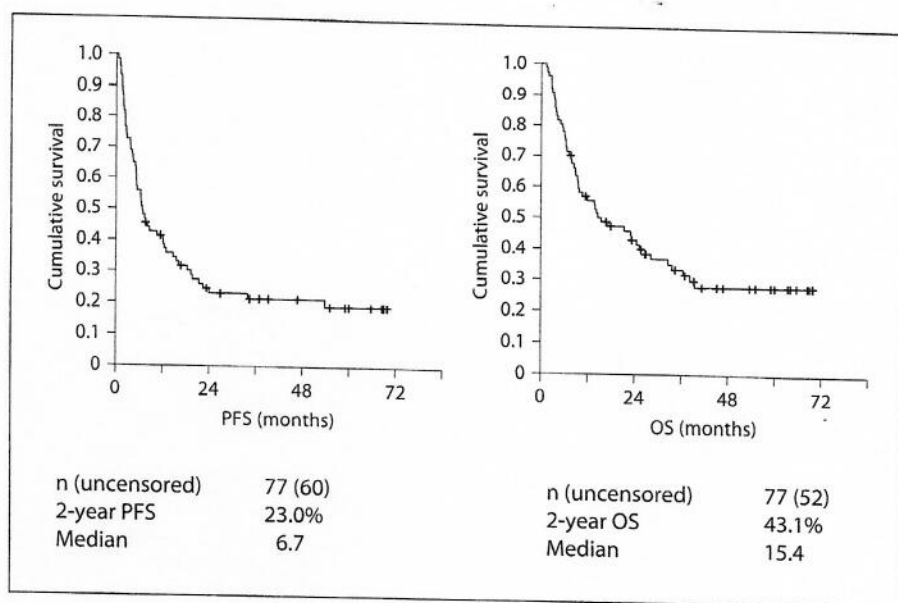 1.0
0.9
0.8
0.7
0.6
0.5
0.4
0.3
0.2
0.1
0
Cumulative survival
0 24 48 72
PFS (months)
n (uncensored) 77 (60)
2-year PFS 23.0%
Median 6.7
1.0
0.9
0.8
0.7
0.6
0.5
0.4
0.3
0.2
0.1
0
Cumulative survival
0 24 48 72
OS (months)
n (uncensored) 77 (52)
2-year OS 43.1%
Median 15.4